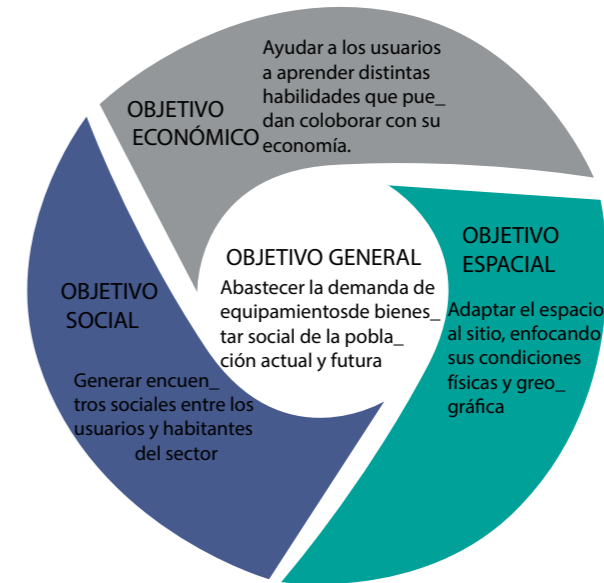 OBJETIVO
ECONÓMICO
Ayudar a los usuarios
a aprender distintas
habilidades que pue_
dan coloborar con su
economía.
OBJETIVO GENERAL
Abastecer la demanda de
equipamientosde bienes_
tar social de la pobla_
ción actual y futura
OBJETIVO
ESPACIAL
Adaptar el espacio
al sitio, enfocando
sus condiciones
físicas y greo_
gráfica
OBJETIVO
SOCIAL
Generar encuen_
tros sociales entre los
usuarios y habitantes
del sector